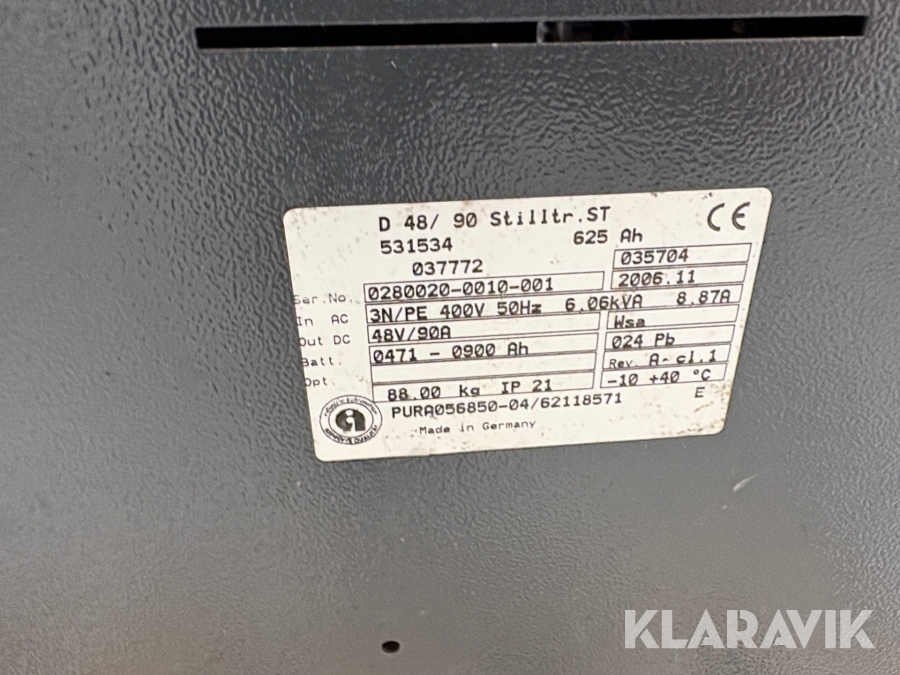 D 48/ 90 Stilltr.ST CE
531534 625 Ah
037772 035704
Ser.No. 0280020-0010-001 2006.11
In AC 3N/PE 400V 50Hz 6.06kVA 8.87A
Out DC 48V/90A Wsa
Batt. 0471 - 0900 Ah 024 Pb
Opt. Rev. A- cl.1
88.00 kg IP 21 -10 +40 °C
PURA056850-04/62118571 E
Made in Germany
KLARAVIK